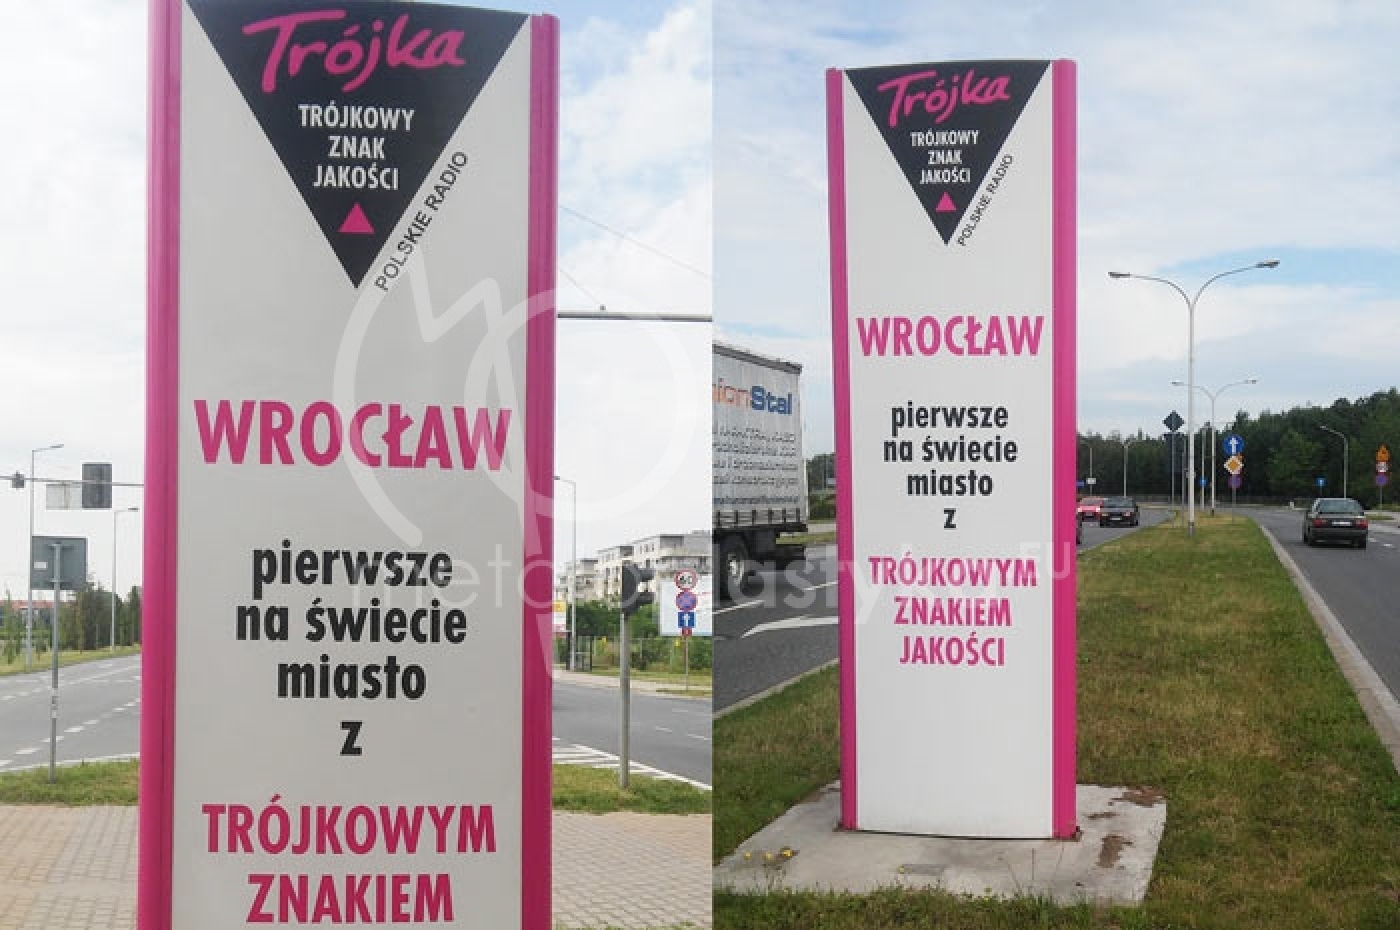 Trójka
TRÓJKOWY
ZNAK
JAKOŚCI
POLSKIE RADIO
WROCŁAW
pierwsze
na świecie
miasto
z
TRÓJKOWYM
ZNAKIEM
Trójka
TRÓJKOWY
ZNAK
JAKOŚCI
POLSKIE RADIO
WROCŁAW
pierwsze
na świecie
miasto
z
TRÓJKOWYM
ZNAKIEM
JAKOŚCI
Stal